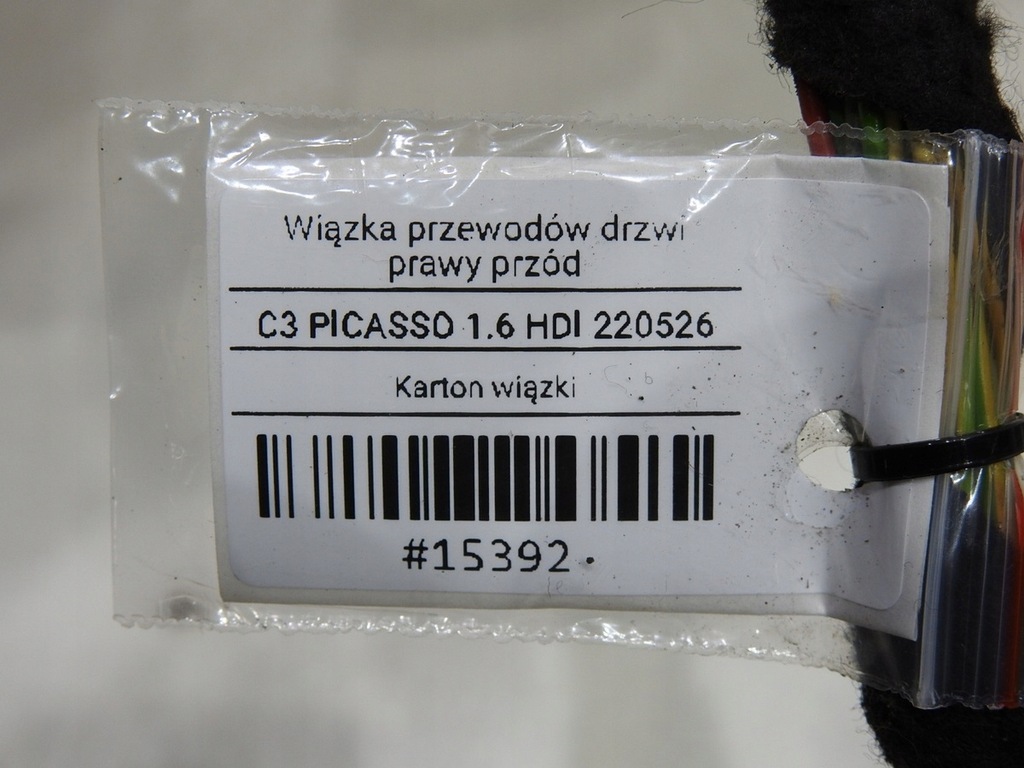 Wiązka przewodów drzwi
prawy przód
C3 PICASSO 1.6 HDI 220526
Karton wiązki
#15392